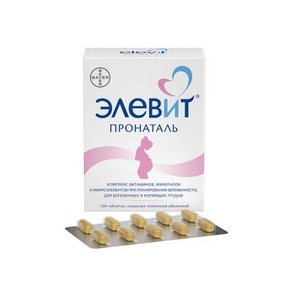 BAYER
ЭЛЕВИТ®
ПРОНАТАЛЬ
КОМПЛЕКС ВИТАМИНОВ, МИНЕРАЛОВ
И МИКРОЭЛЕМЕНТОВ ПРИ ПЛАНИРОВАНИИ БЕРЕМЕННОСТИ,
ДЛЯ БЕРЕМЕННЫХ И КОРМЯЩИХ ГРУДЬЮ
100 таблеток, покрытых пленочной оболочкой